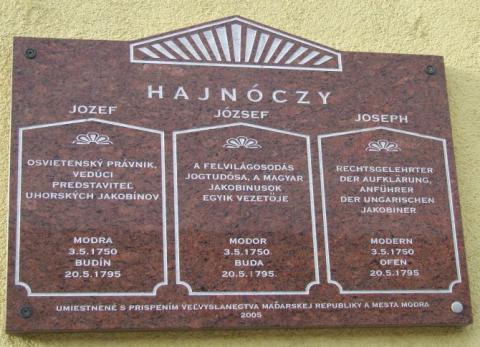 HAJNÓCZY
JOZEF
OSVIETENSKÝ PRÁVNIK,
VEDÚCI
PREDSTAVITEĽ
UHORSKÝCH JAKOBÍNOV
MODRA
3.5.1750
BUDÍN
20.5.1795
JÓZSEF
A FELVILÁGOSODÁS
JOGTUDÓSA, A MAGYAR
JAKOBINUSOK
EGYIK VEZETŐJE
MODOR
3.5.1750
BUDA
20.5.1795.
JOSEPH
RECHTSGELEHRTER
DER AUFKLÄRUNG,
ANFÜHRER
DER UNGARISCHEN
JAKOBINER
MODERN
3.5.1750
OFEN
20.5.1795
UMIESTNENÉ S PRISPENÍM VEĽVYSLANECTVA MAĎARSKEJ REPUBLIKY A MESTA MODRA
2005